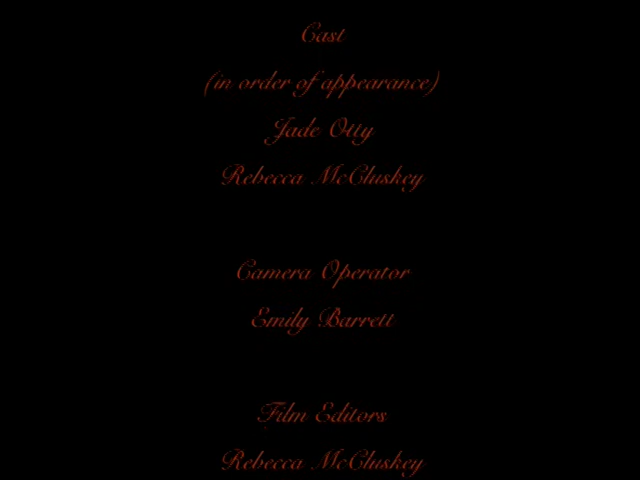 Cast
(in order of appearance)
Jade Otty
Rebecca McCluskey
Camera Operator
Emily Barrett
Film Editors
Rebecca McCluskey